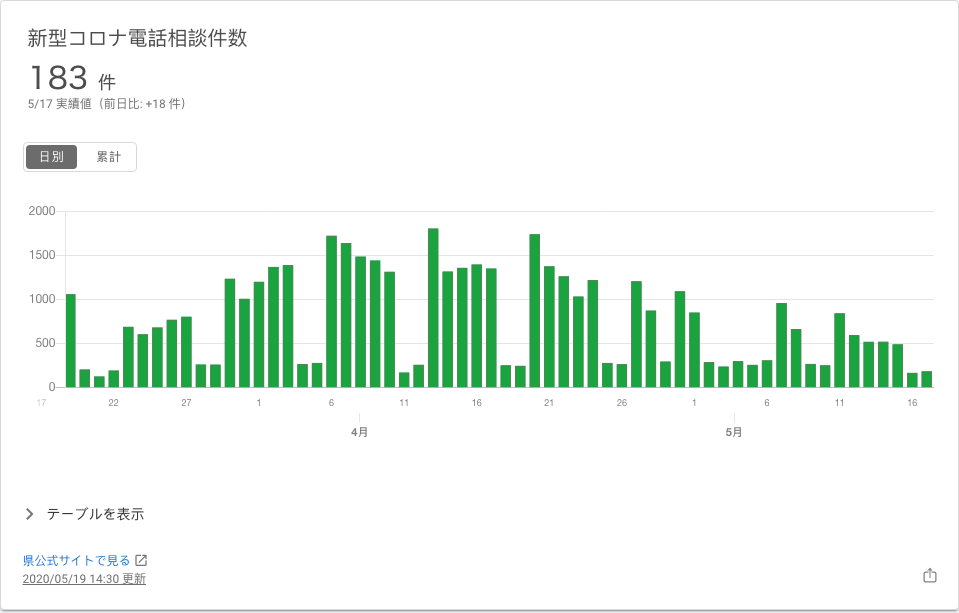 新型コロナ電話相談件数
183 件
5/17 実績値（前日比: +18 件）
日別 累計
2000
1500
1000
500
0
17 22 27 1 6 11 16 21 26 1 6 11 16
4月 5月
テーブルを表示
県公式サイトで見る
2020/05/19 14:30 更新